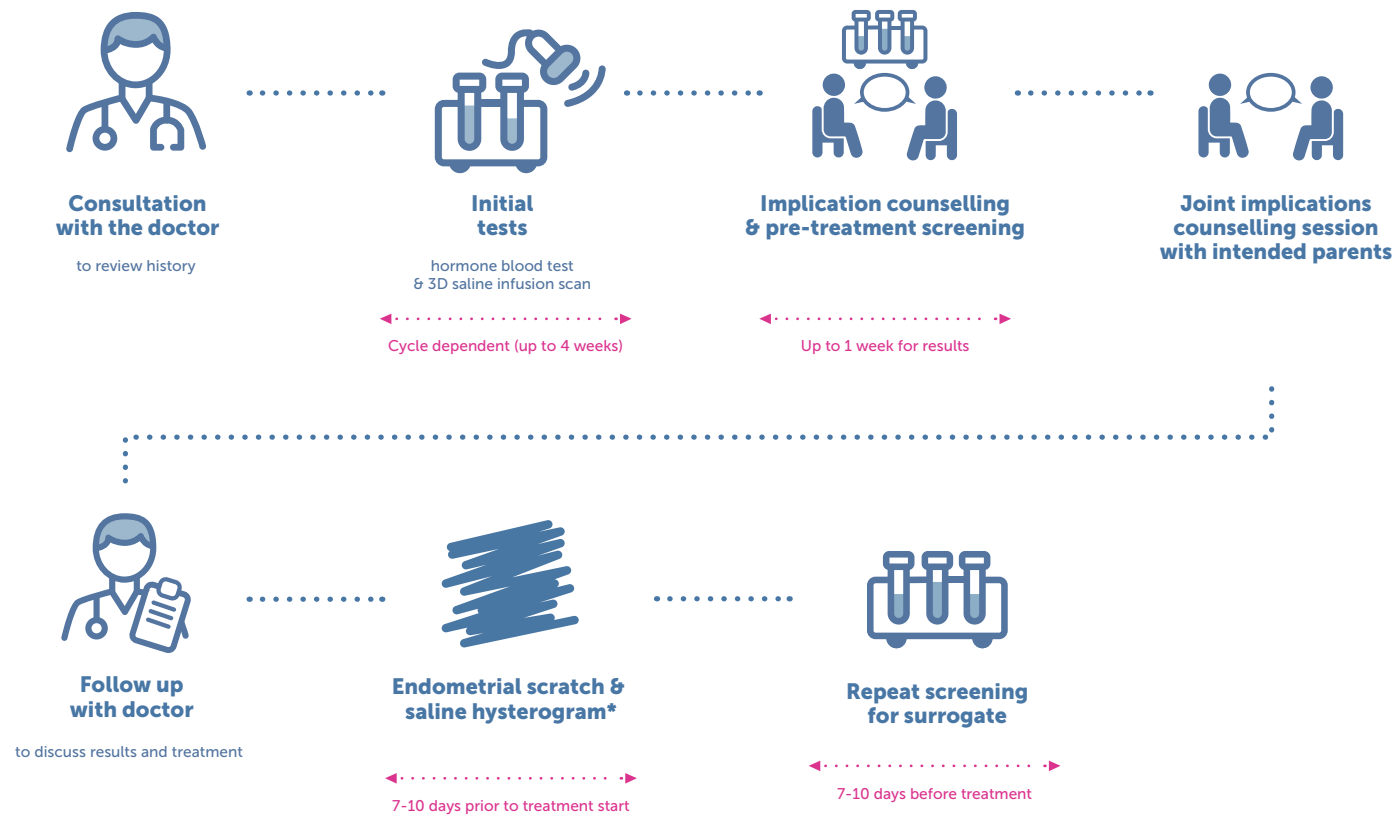 Consultation
with the doctor
to review history
Initial
tests
hormone blood test
& 3D saline infusion scan
Cycle dependent (up to 4 weeks)
Implication counselling
& pre-treatment screening
Up to 1 week for results
Joint implications
counselling session
with intended parents
Follow up
with doctor
to discuss results and treatment
Endometrial scratch &
saline hysterogram*
7-10 days prior to treatment start
Repeat screening
for surrogate
7-10 days before treatment